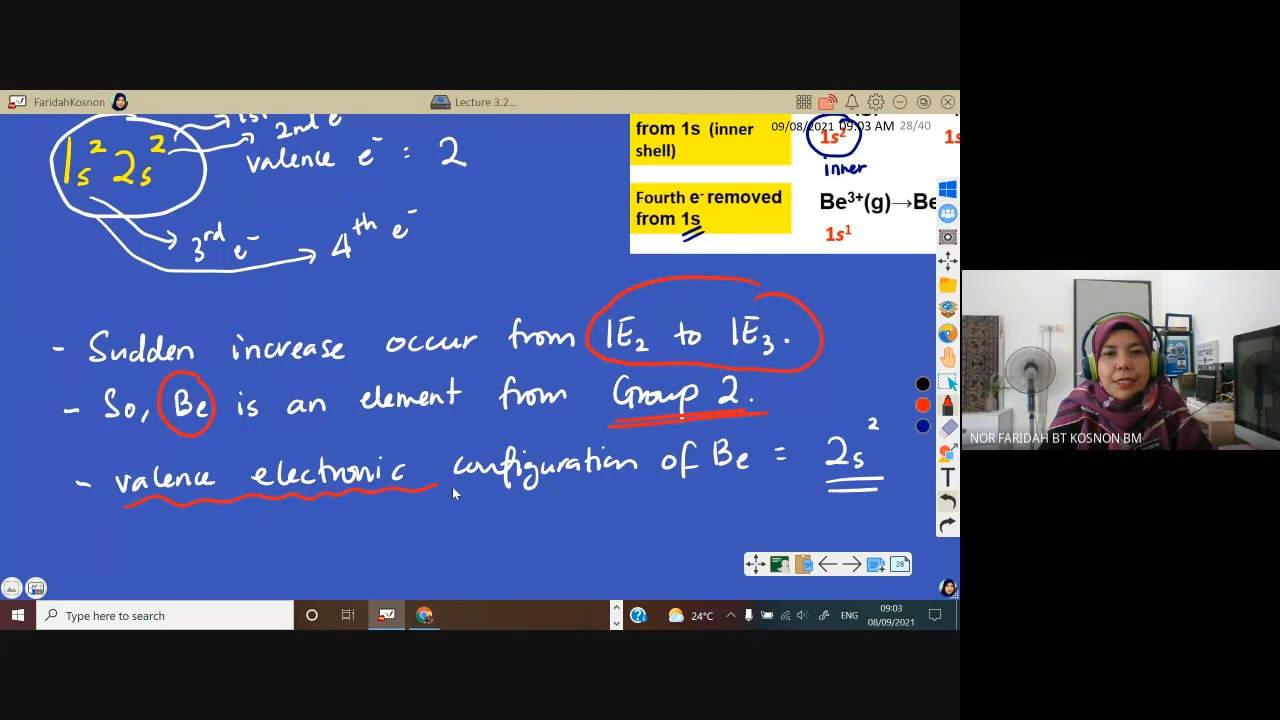 FaridahKosnon
Lecture 3.2...
1s² 2s²
2nd e
valence e⁻ : 2
3rd e⁻
4th e⁻
from 1s (inner
shell)
09/08/2021 09:03 AM 28/40
1s²
1s
inner
Fourth e⁻ removed
from 1s
Be³⁺(g)→Be
1s¹
- Sudden increase occur from IE₂ to IE₃.
- So, Be is an element from Group 2.
- valence electronic configuration of Be = 2s²
NOR FARIDAH BT KOSNON BM
28
Type here to search
24°C
ENG
09:03
08/09/2021